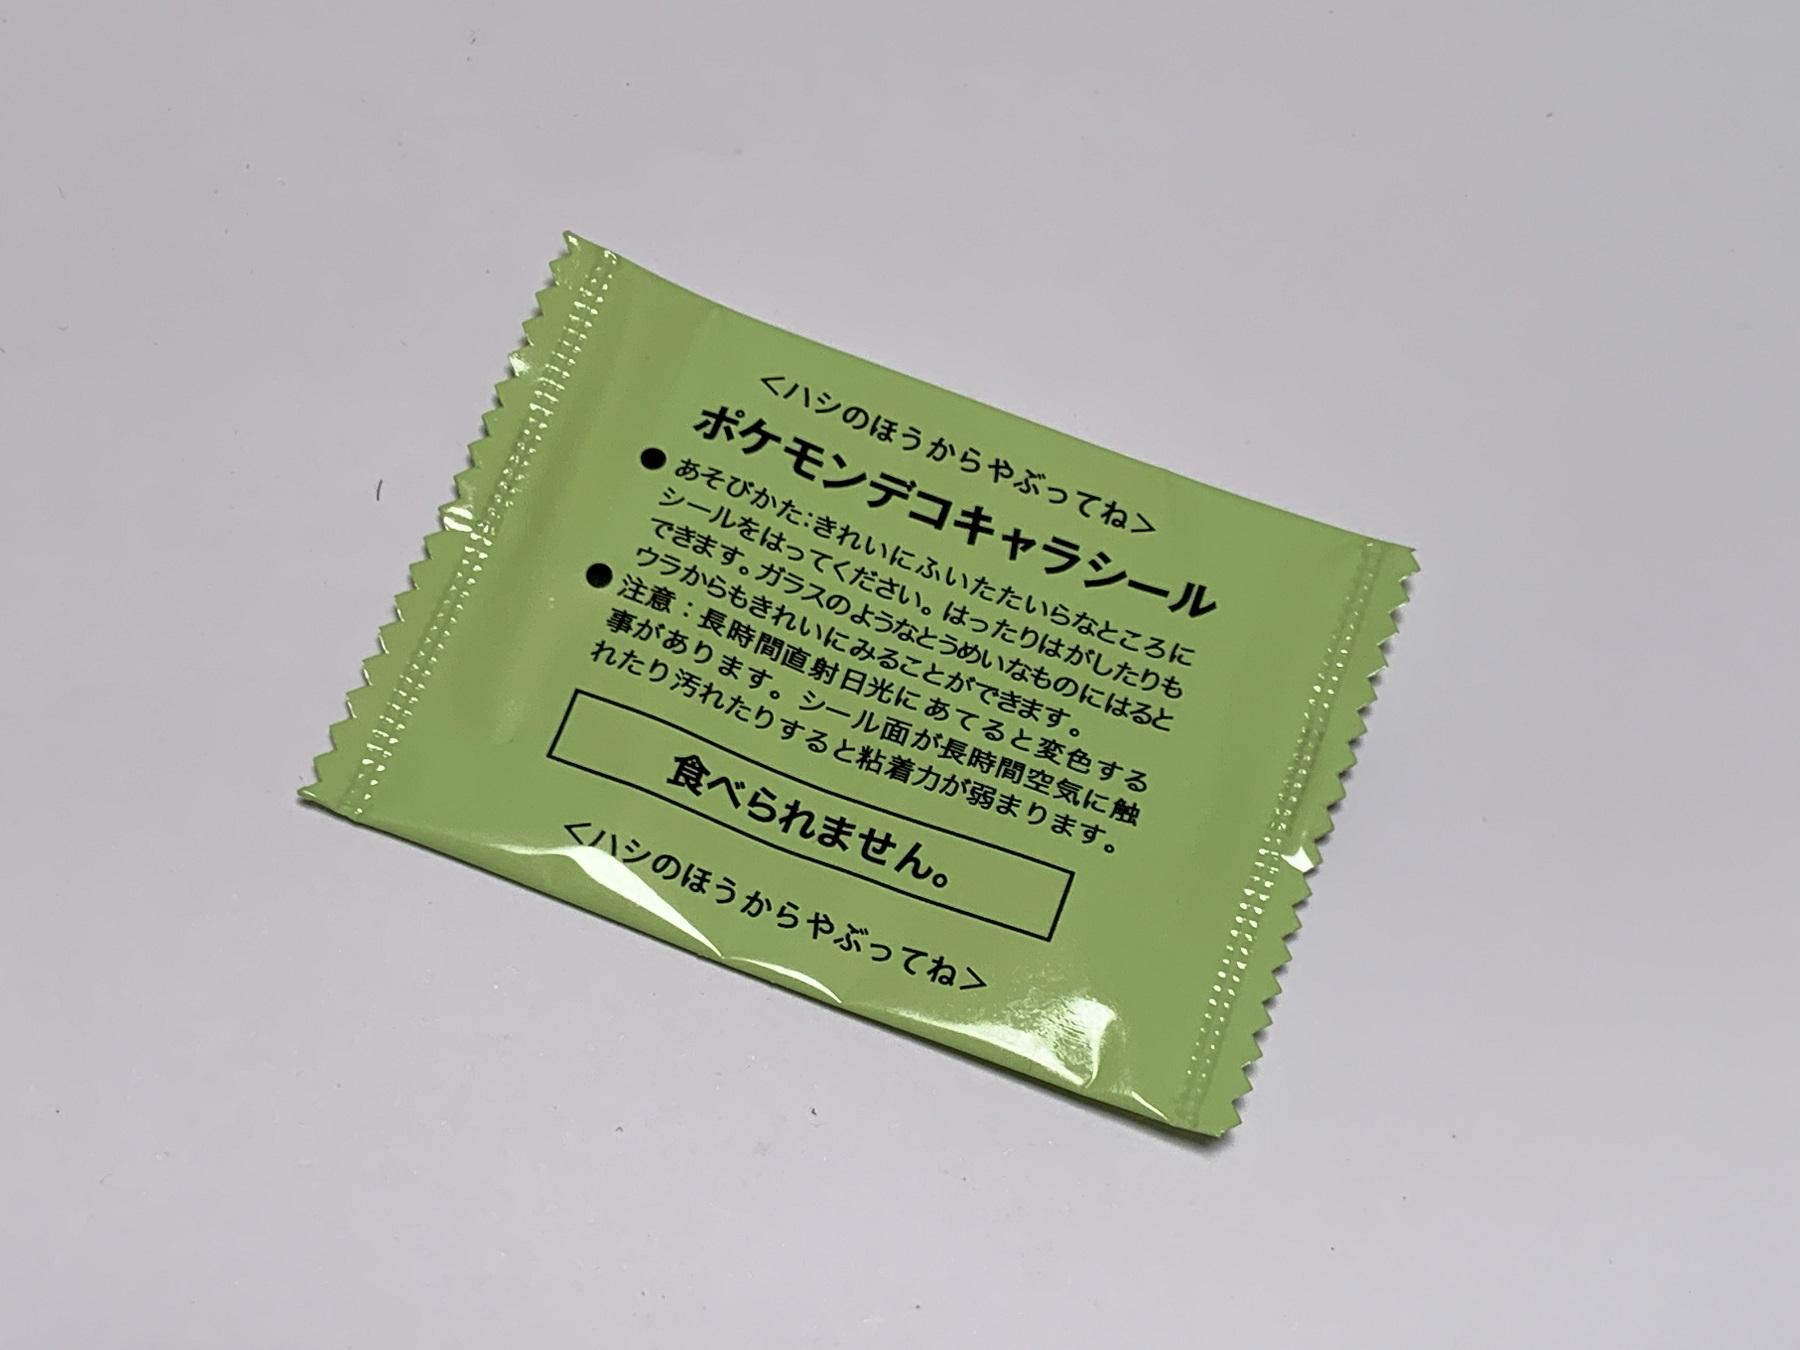 <ハシのほうからやぶってね>
ポケモンデコキャラシール
●あそびかた:きれいにふいたたいらなところに
シールをはってください。はったりはがしたりも
できます。ガラスのようなとうめいなものにはると
ウラからもきれいにみることができます。
●注意：長時間直射日光にあてると変色する
事があります。シール面が長時間空気に触
れたり汚れたりすると粘着力が弱まります。
食べられません。
<ハシのほうからやぶってね>